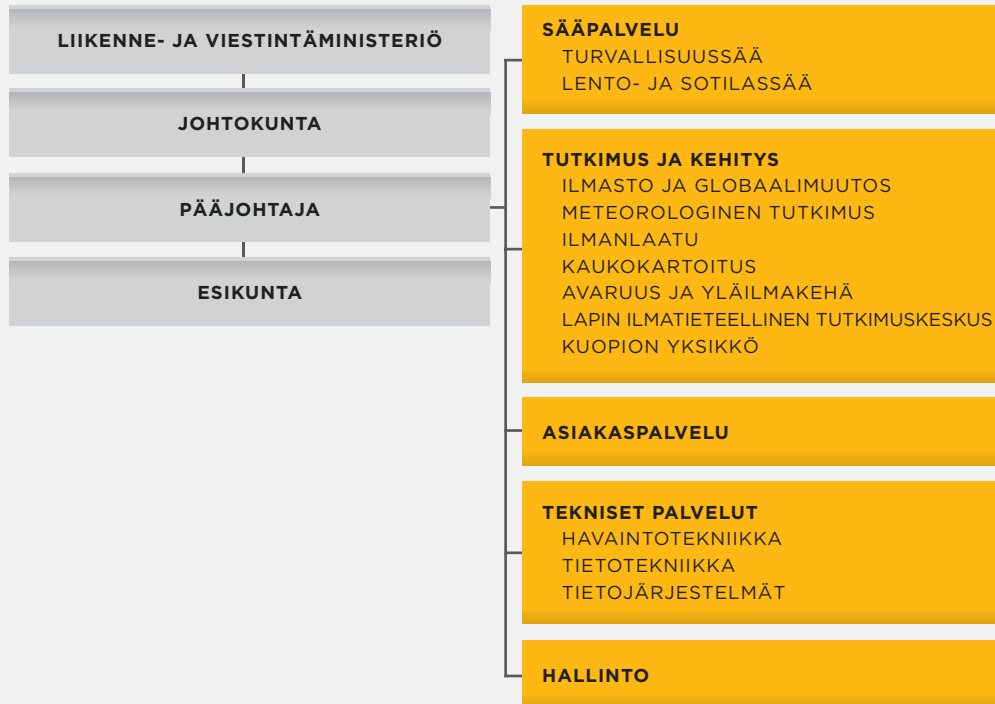 LIIKENNE- JA VIESTINTÄMINISTERIÖ
JOHTOKUNTA
PÄÄJOHTAJA
ESIKUNTA
SÄÄPALVELU
TURVALLISUUSSÄÄ
LENTO- JA SOTILASSÄÄ
TUTKIMUS JA KEHITYS
ILMASTO JA GLOBAALIMUUTOS
METEOROLOGINEN TUTKIMUS
ILMANLAATU
KAUKOKARTOITUS
AVARUUS JA YLÄILMAKEHÄ
LAPIN ILMATIETEELLINEN TUTKIMUSKESKUS
KUOPION YKSIKKÖ
ASIAKASPALVELU
TEKNISET PALVELUT
HAVAINTOTEKNIIKKA
TIETOTEKNIIKKA
TIETOJÄRJESTELMÄT
HALLINTO